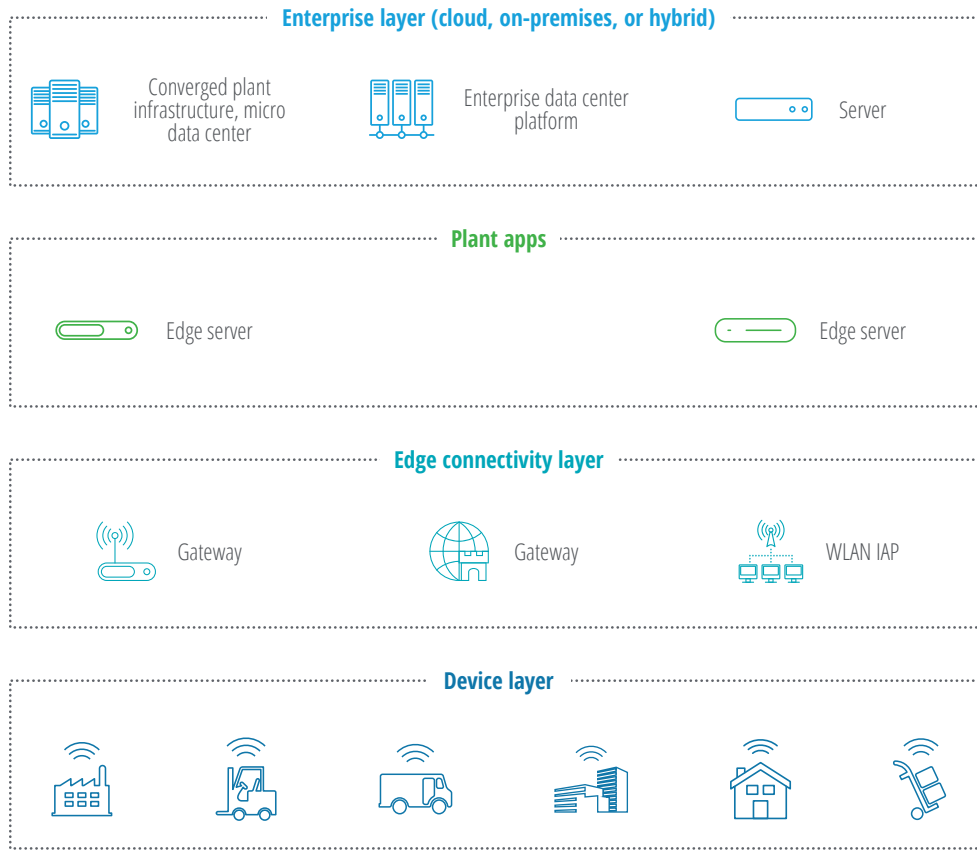 Enterprise layer (cloud, on-premises, or hybrid)
Converged plant
infrastructure, micro
data center
Enterprise data center
platform
Server
Plant apps
Edge server
Edge server
Edge connectivity layer
Gateway
Gateway
WLAN IAP
Device layer